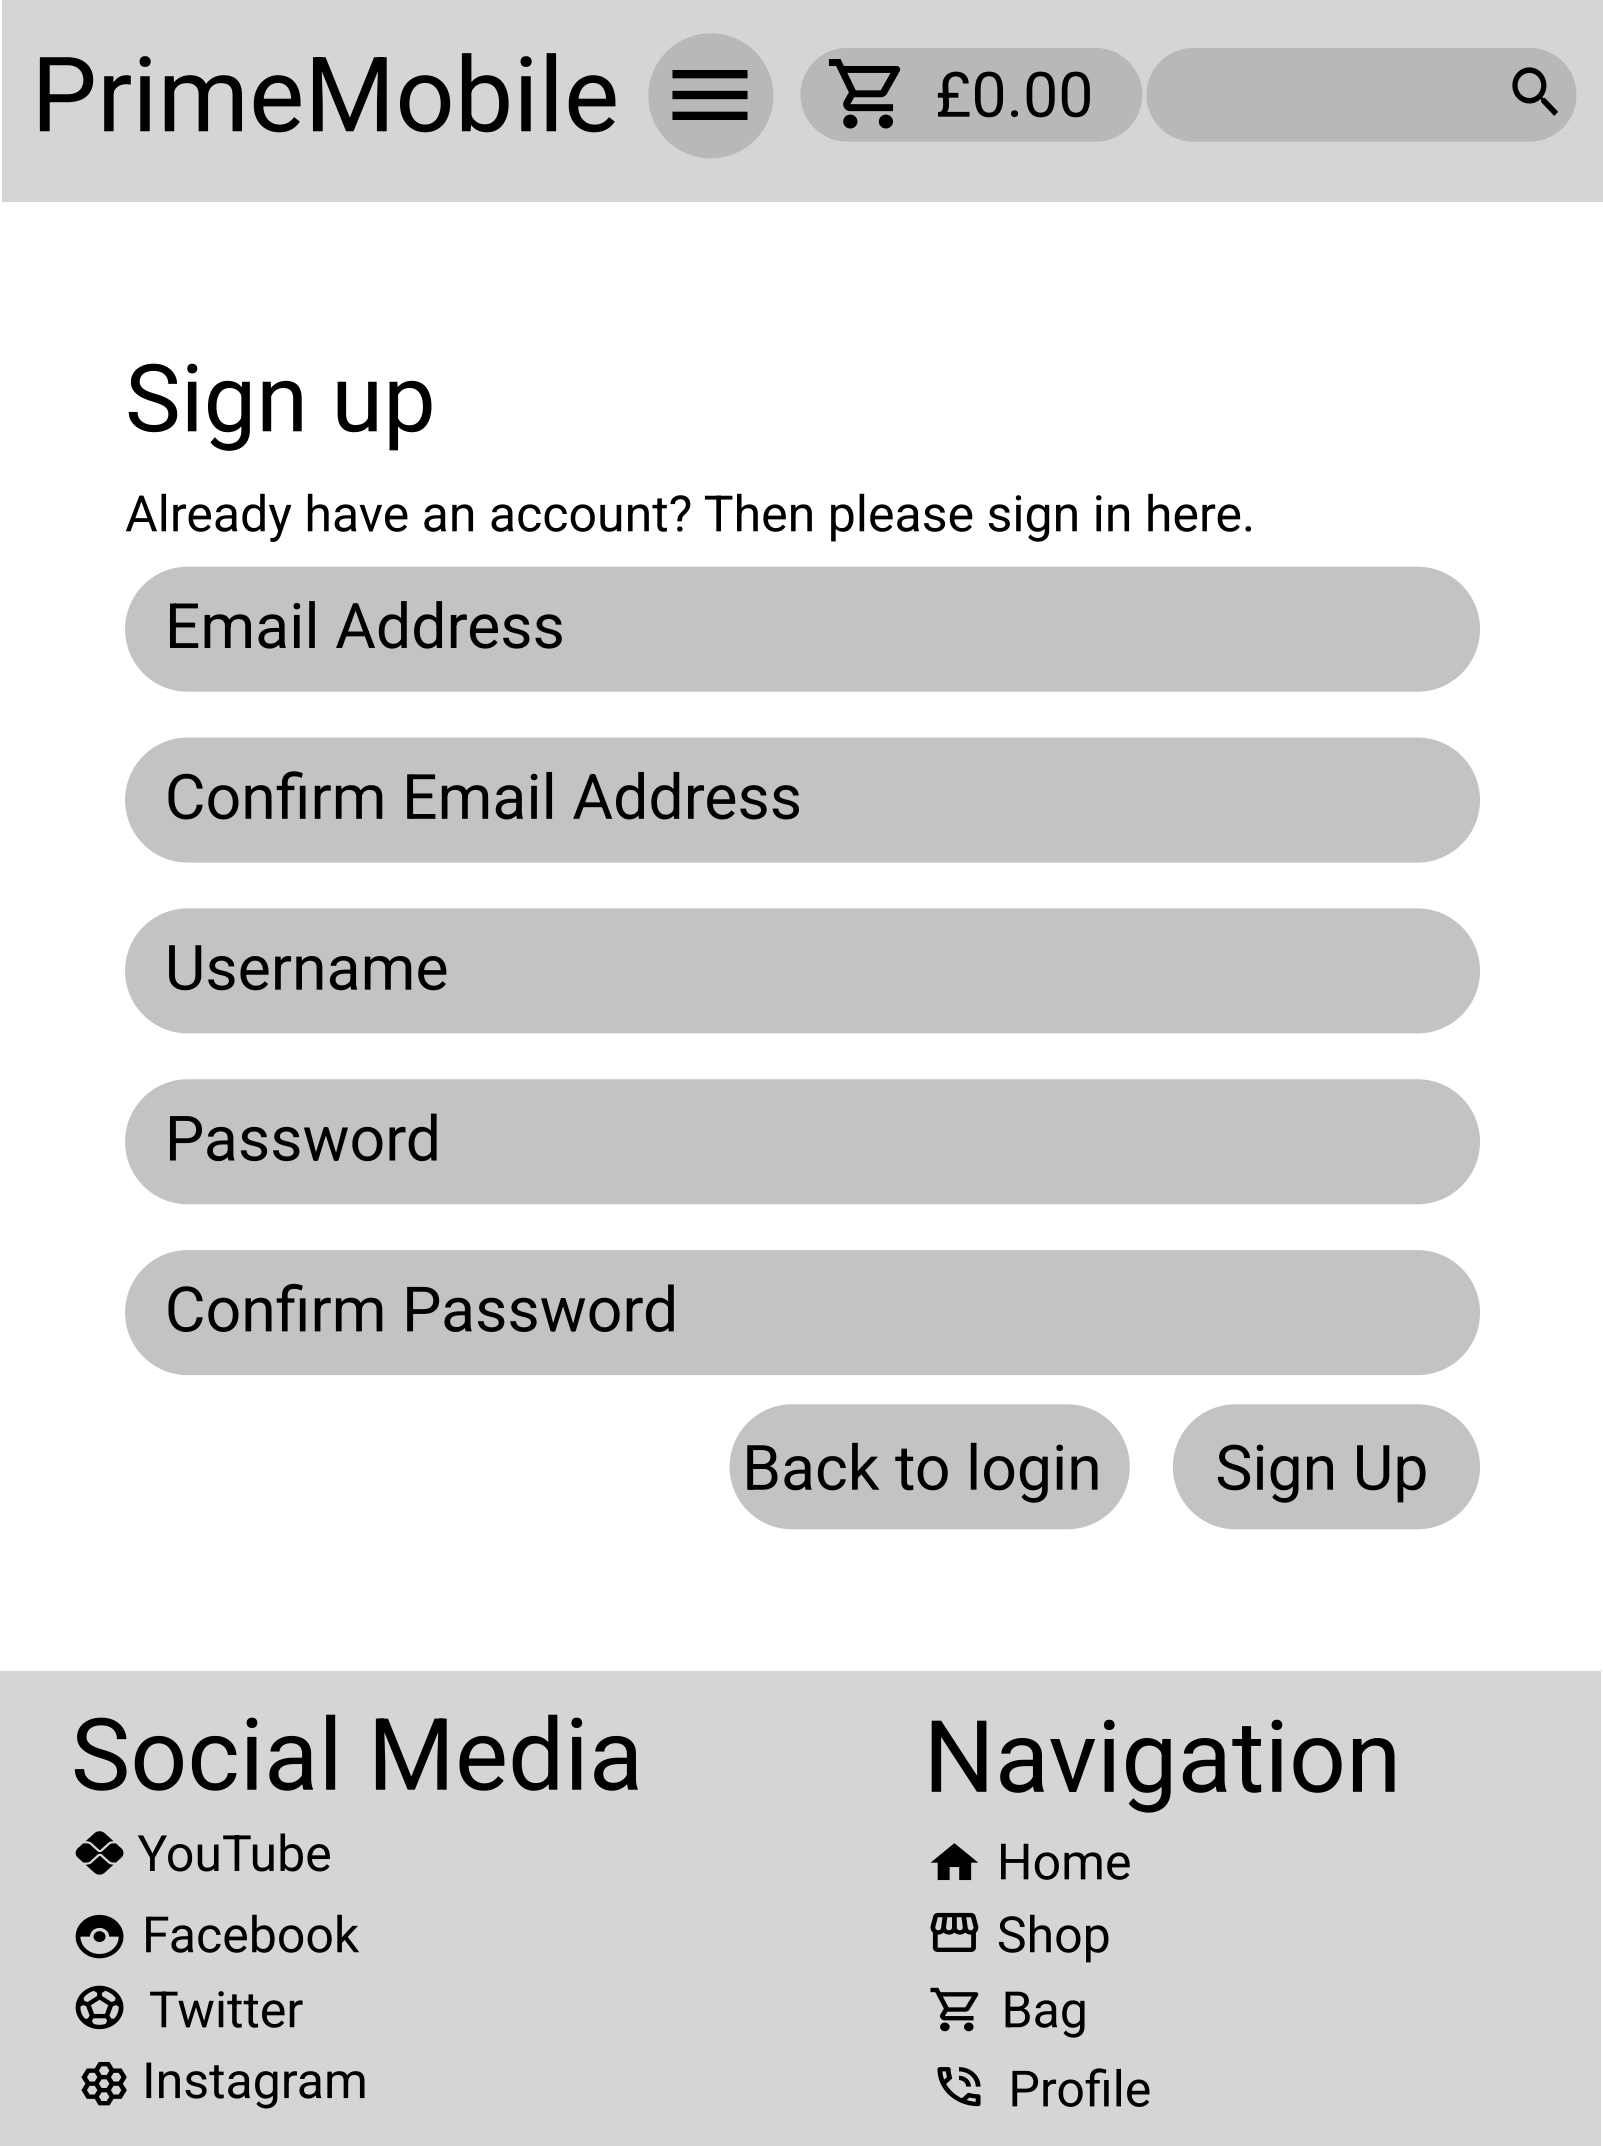 PrimeMobile
£0.00
Sign up
Already have an account? Then please sign in here.
Email Address
Confirm Email Address
Username
Password
Confirm Password
Back to login
Sign Up
Social Media
YouTube
Facebook
Twitter
Instagram
Navigation
Home
Shop
Bag
Profile